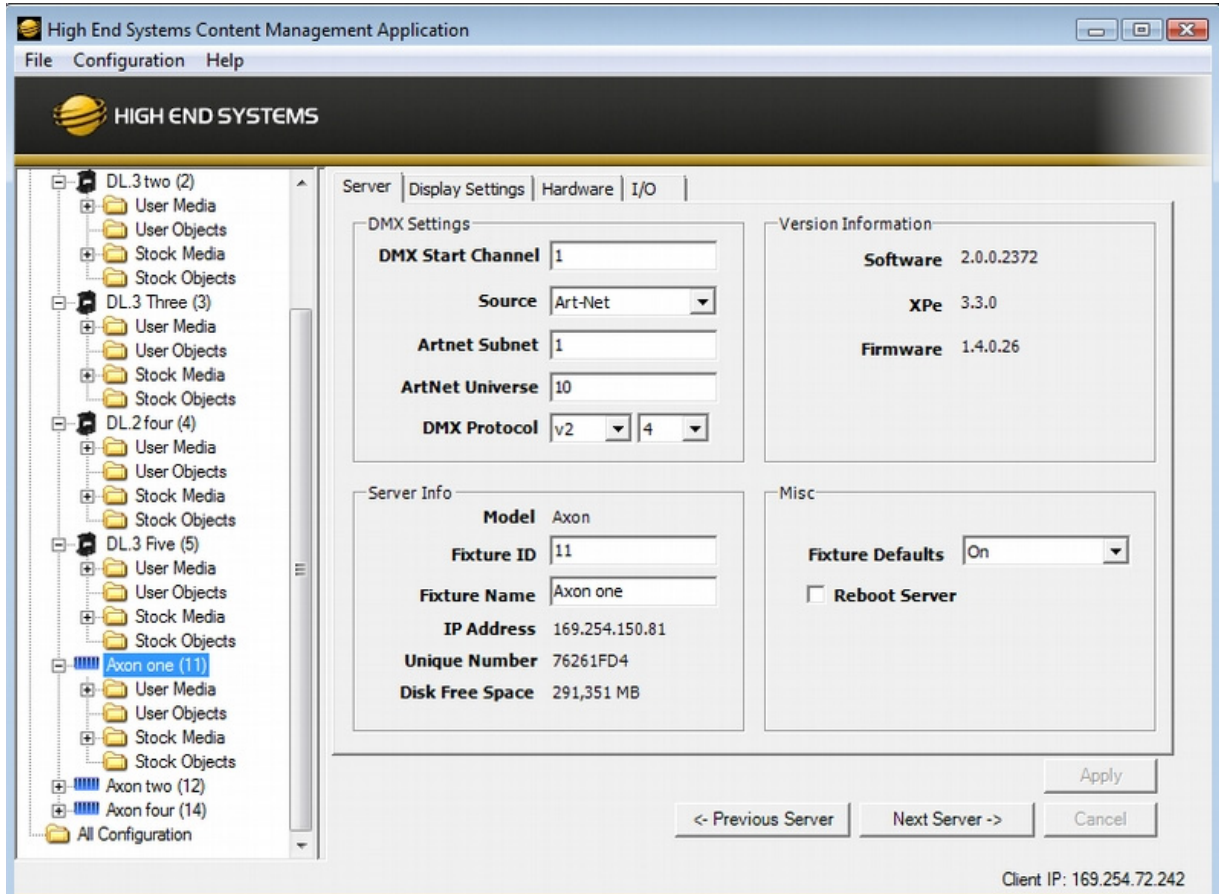 High End Systems Content Management Application
File Configuration Help
HIGH END SYSTEMS
DL.3 two (2)
User Media
User Objects
Stock Media
Stock Objects
DL.3 Three (3)
User Media
User Objects
Stock Media
Stock Objects
DL.2 four (4)
User Media
User Objects
Stock Media
Stock Objects
DL.3 Five (5)
User Media
User Objects
Stock Media
Stock Objects
Axon one (11)
User Media
User Objects
Stock Media
Stock Objects
Axon two (12)
Axon four (14)
All Configuration
Server Display Settings Hardware I/O
DMX Settings
DMX Start Channel 1
Source Art-Net
Artnet Subnet 1
ArtNet Universe 10
DMX Protocol v2 4
Version Information
Software 2.0.0.2372
XPe 3.3.0
Firmware 1.4.0.26
Server Info
Model Axon
Fixture ID 11
Fixture Name Axon one
IP Address 169.254.150.81
Unique Number 76261FD4
Disk Free Space 291,351 MB
Misc
Fixture Defaults On
Reboot Server
Apply
<- Previous Server Next Server -> Cancel
Client IP: 169.254.72.242